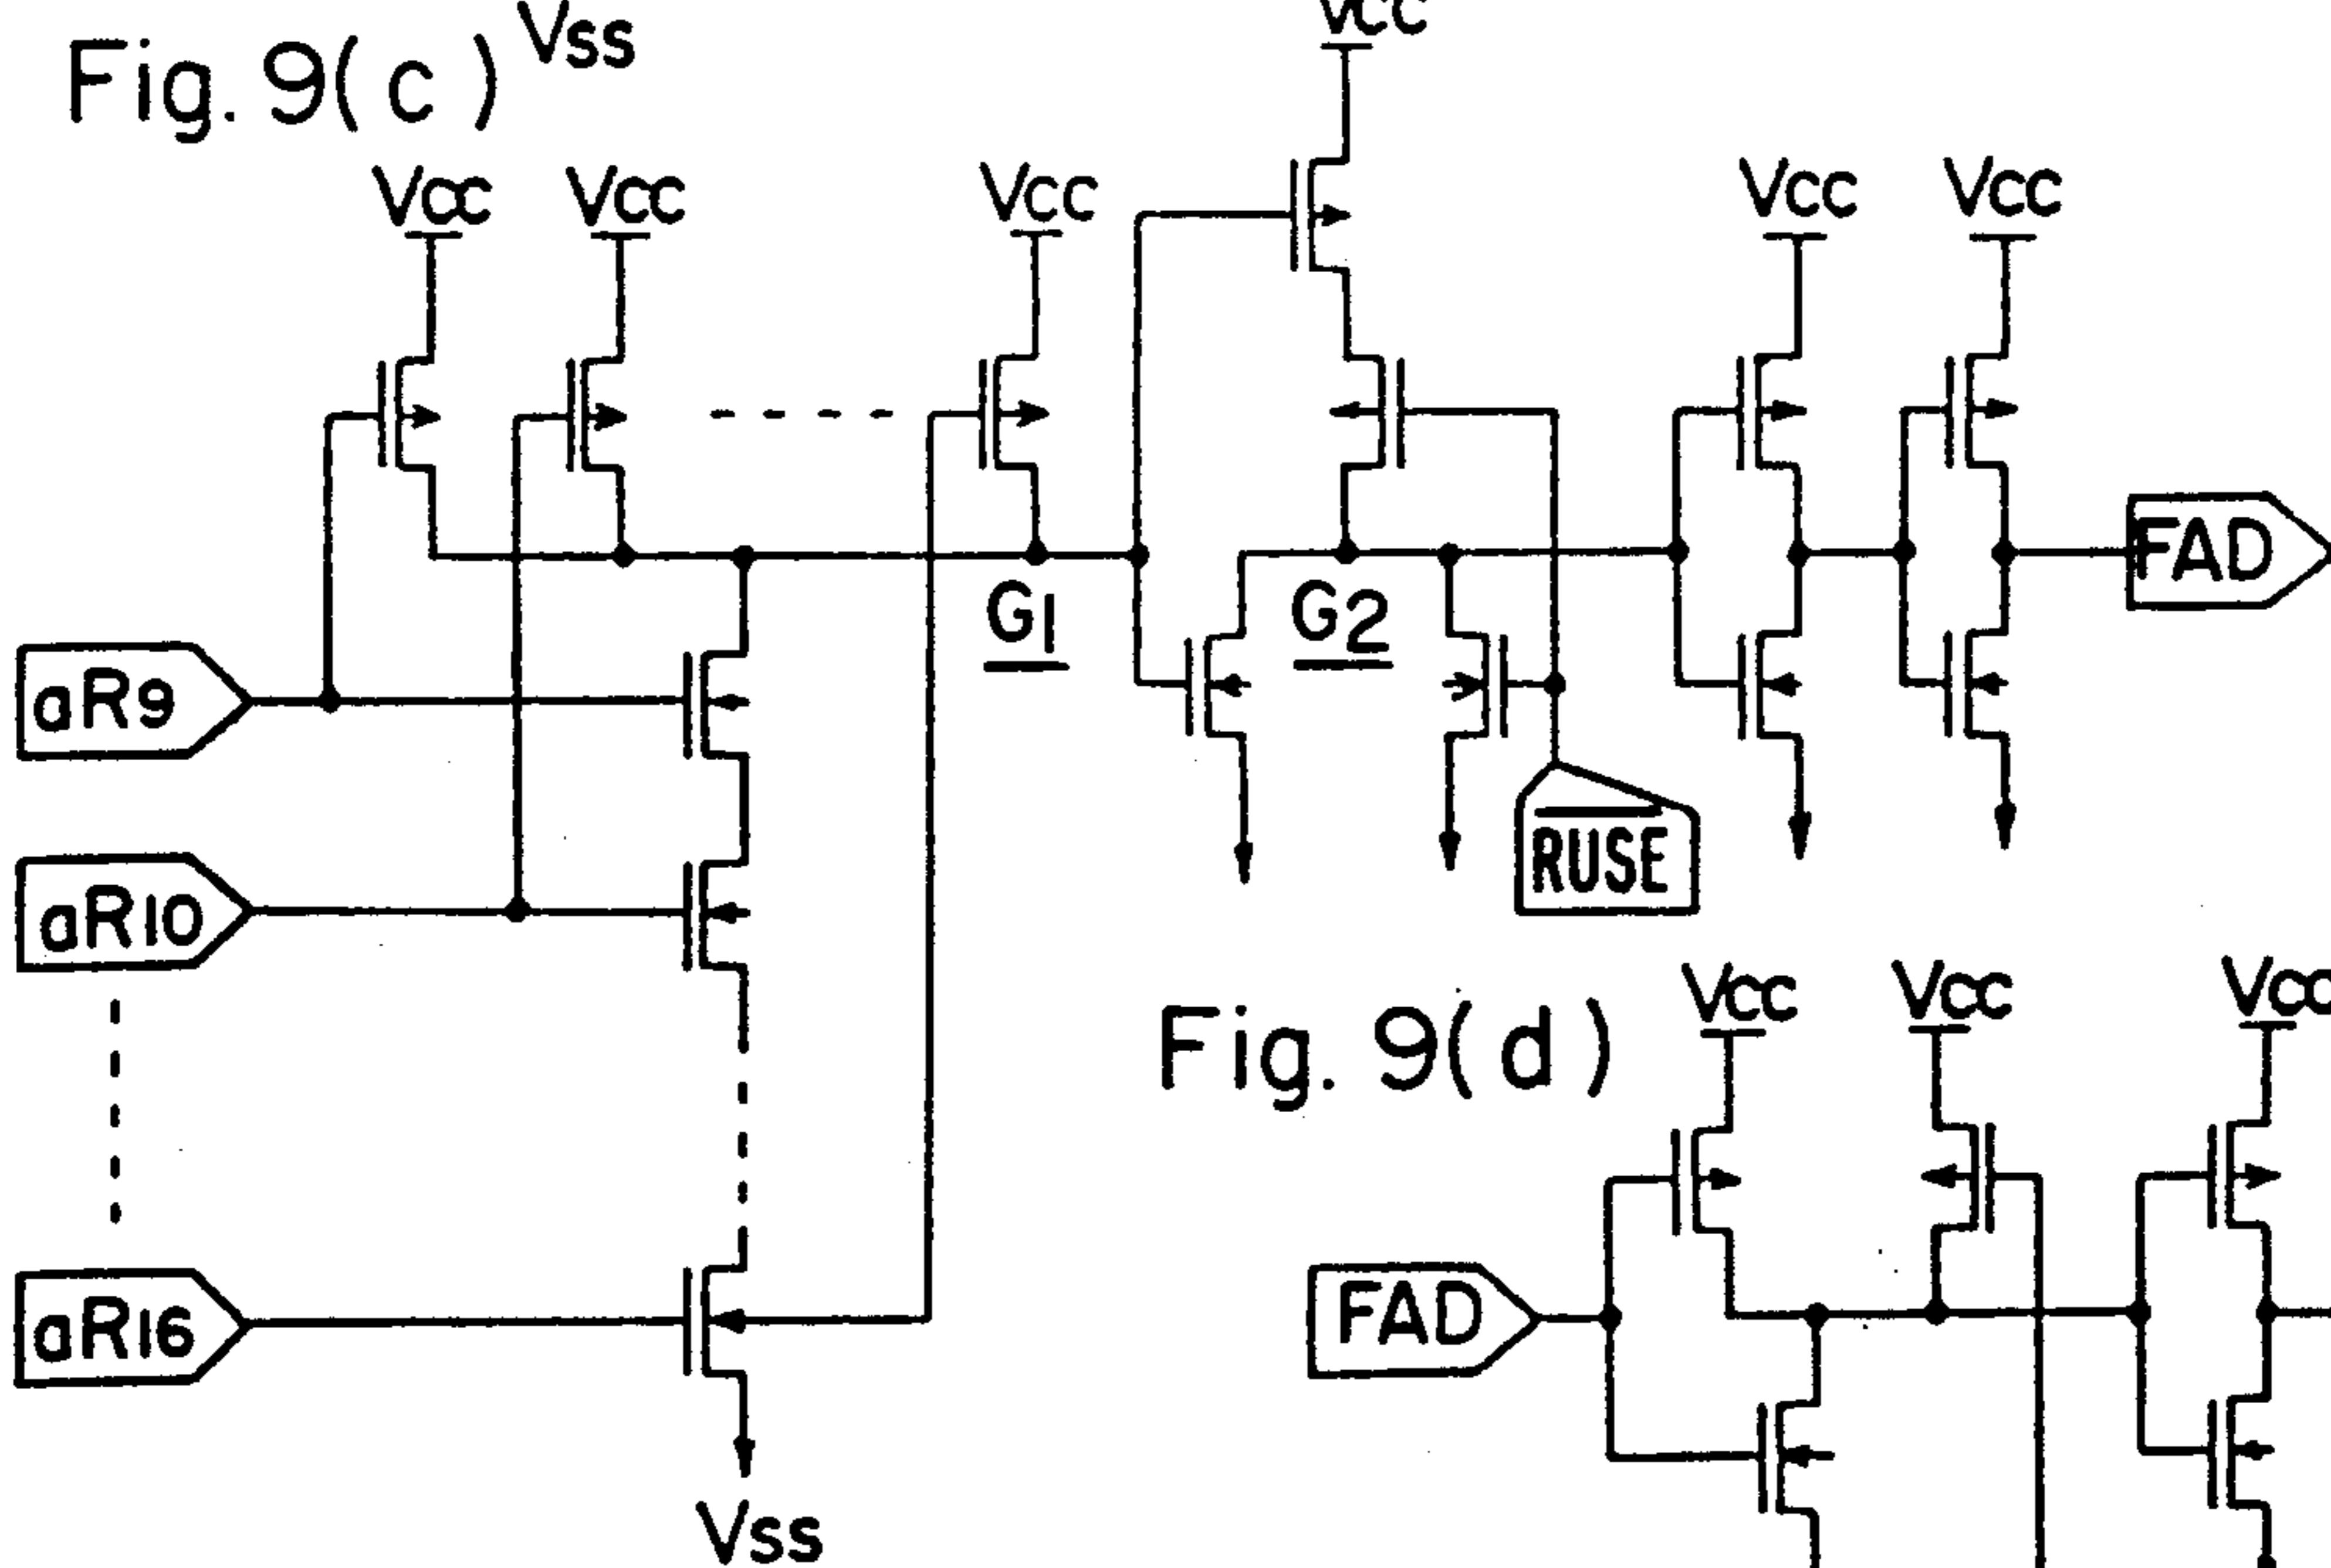 Fig. 9(c)
Vss
Vcc
Vcc
Vcc
Vcc
Vcc
Vcc
FAD
G1
G2
aR9
RUSE
aR10
Fig. 9(d)
Vcc
Vcc
Vcc
aR16
FAD
Vss